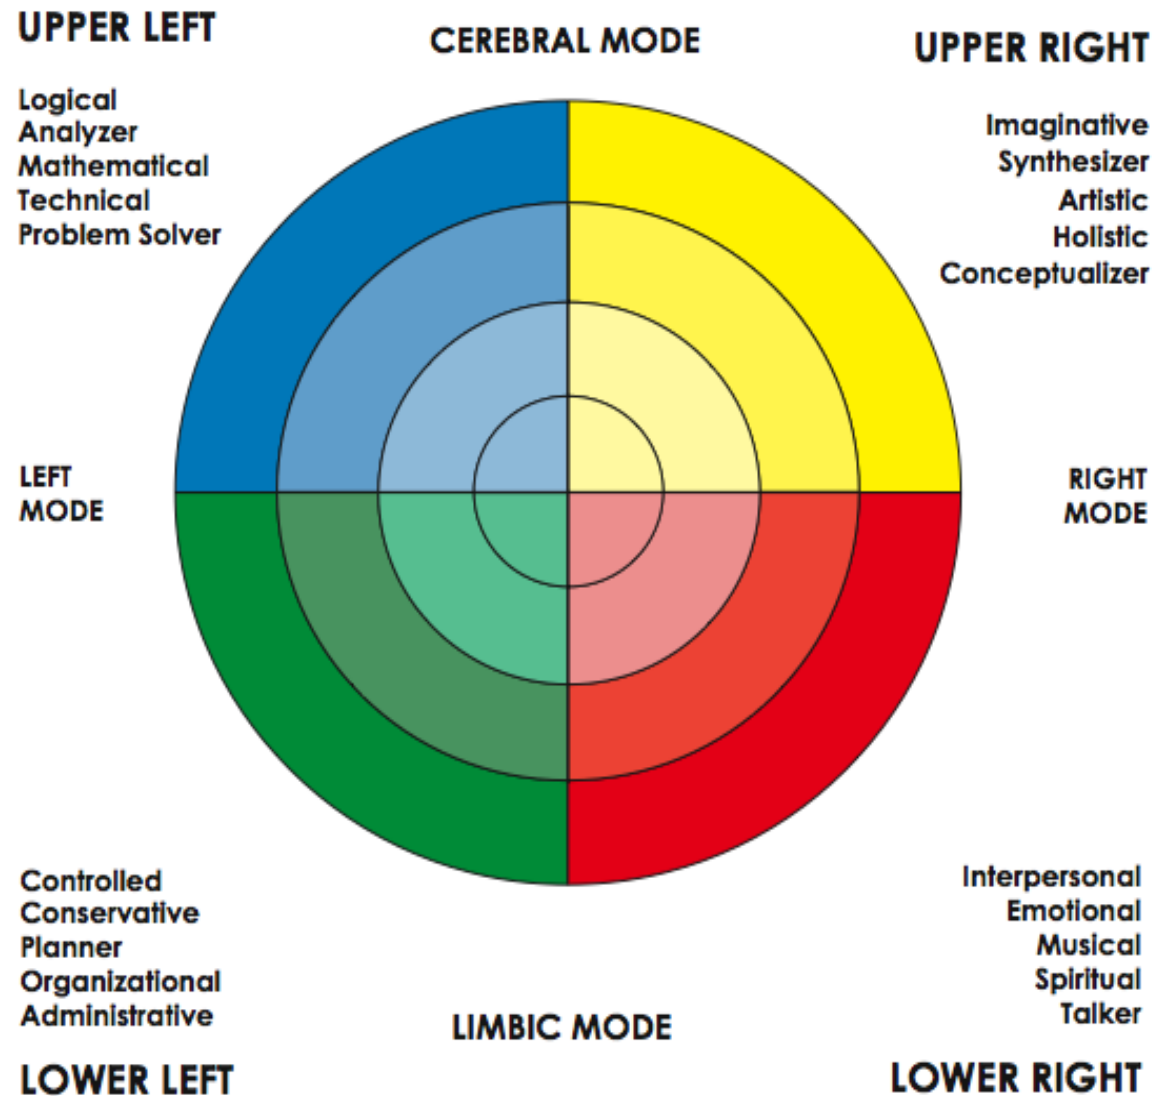 UPPER LEFT
CEREBRAL MODE
UPPER RIGHT
Logical
Analyzer
Mathematical
Technical
Problem Solver
Imaginative
Synthesizer
Artistic
Holistic
Conceptualizer
LEFT
MODE
RIGHT
MODE
Controlled
Conservative
Planner
Organizational
Administrative
Interpersonal
Emotional
Musical
Spiritual
Talker
LIMBIC MODE
LOWER LEFT
LOWER RIGHT